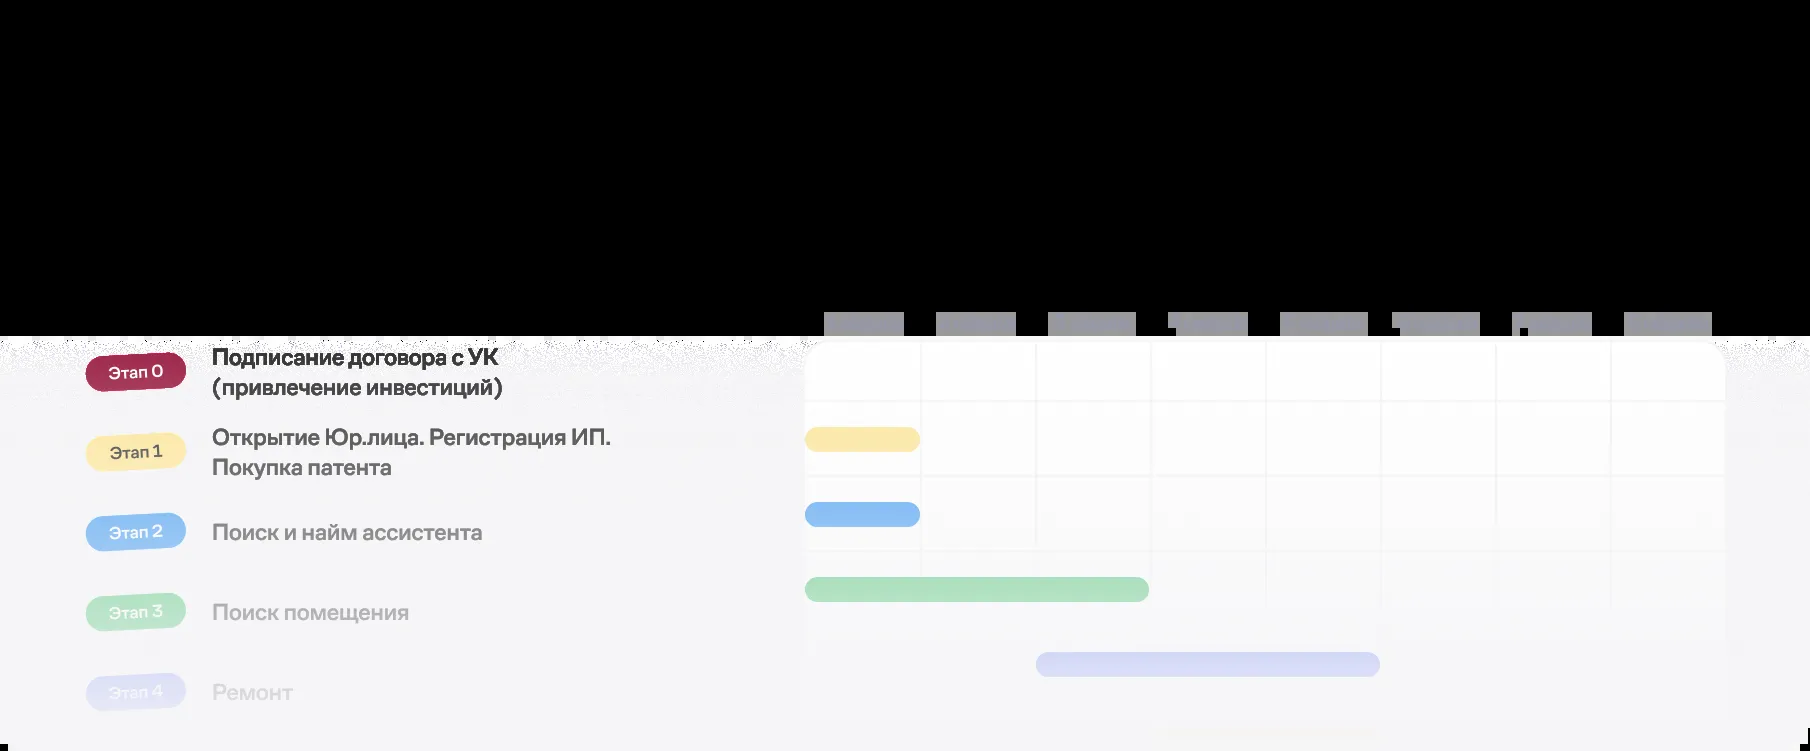 Этап 0
Подписание договора с УК
(привлечение инвестиций)
Этап 1
Открытие Юр.лица. Регистрация ИП.
Покупка патента
Этап 2
Поиск и найм ассистента
Этап 3
Поиск помещения
Этап 4
Ремонт